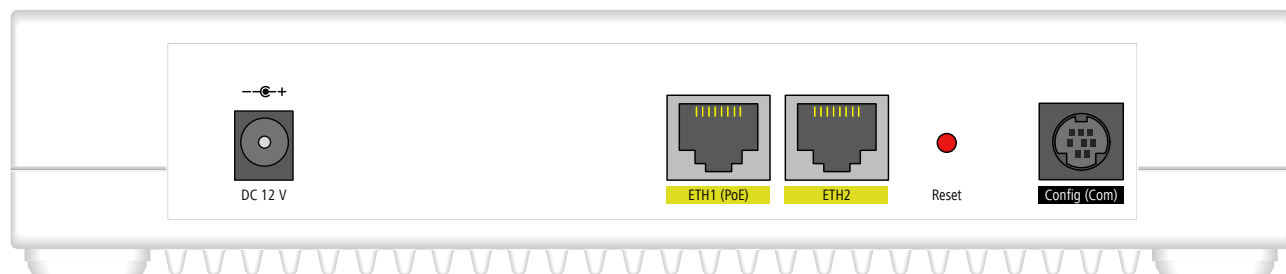 DC 12 V
ETH1 (PoE)
ETH2
Reset
Config (Com)